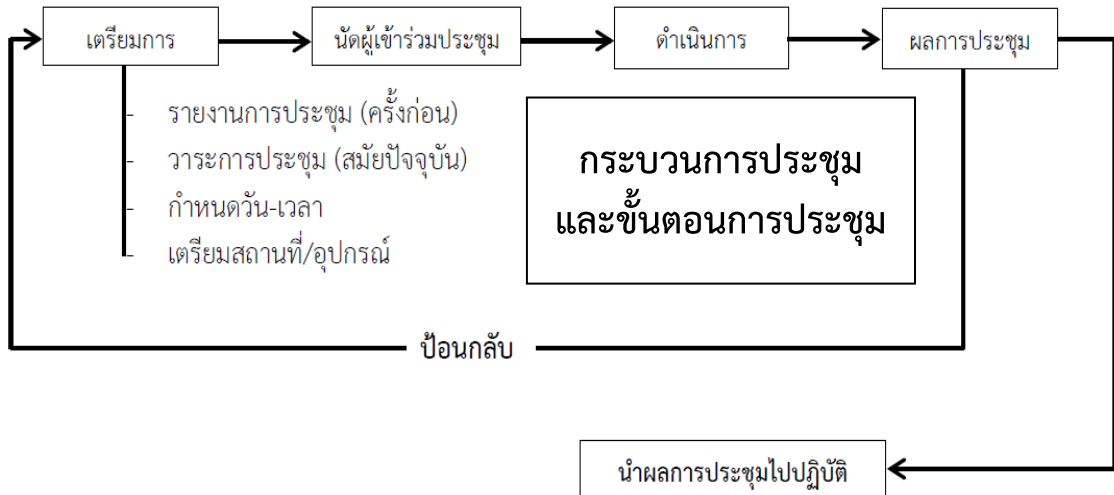 เตรียมการ
นัดผู้เข้าร่วมประชุม
ดำเนินการ
ผลการประชุม
- รายงานการประชุม (ครั้งก่อน)
- วาระการประชุม (สมัยปัจจุบัน)
- กำหนดวัน-เวลา
- เตรียมสถานที่/อุปกรณ์
กระบวนการประชุม
และขั้นตอนการประชุม
ป้อนกลับ
นำผลการประชุมไปปฏิบัติ